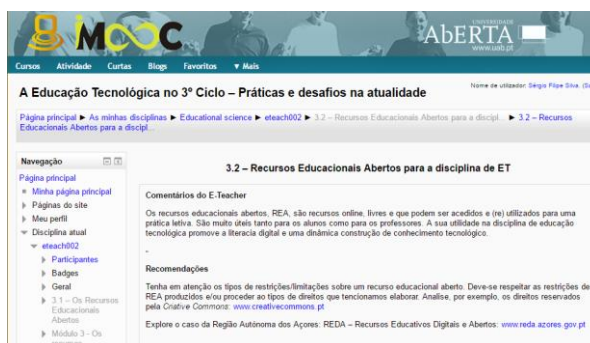 iMOOC
UNIVERSIDADE
AbERTA
www.uab.pt
Cursos Atividade Curtas Blogs Favoritos ▼ Mais
A Educação Tecnológica no 3º Ciclo – Práticas e desafios na atualidade
Nome de utilizador: Sérgio Filipe Silva. (Sa
Página principal ► As minhas disciplinas ► Educational science ► eteach002 ► 3.2 – Recursos Educacionais Abertos para a discipl... ► 3.2 – Recursos
Educacionais Abertos para a discipl...
Navegação
Página principal
Minha página principal
Páginas do site
Meu perfil
Disciplina atual
eteach002
Participantes
Badges
Geral
3.1 – Os Recursos
Educacionais
Abertos
Módulo 3 - Os
3.2 – Recursos Educacionais Abertos para a disciplina de ET
Comentários do E-Teacher
Os recursos educacionais abertos, REA, são recursos online, livres e que podem ser acedidos e (re) utilizados para uma
prática letiva. São muito úteis tanto para os alunos como para os professores. A sua utilidade na disciplina de educação
tecnológica promove a literacia digital e uma dinâmica construção de conhecimento tecnológico.
-
Recomendações
Tenha em atenção os tipos de restrições/limitações sobre um recurso educacional aberto. Deve-se respeitar as restrições de
REA produzidos e/ou proceder ao tipos de direitos que tencionamos elaborar. Analise, por exemplo, os direitos reservados
pela Criative Commons: www.creativecommons.pt
Explore o caso da Região Autónoma dos Açores: REDA – Recursos Educativos Digitais e Abertos: www.reda.azores.gov.pt